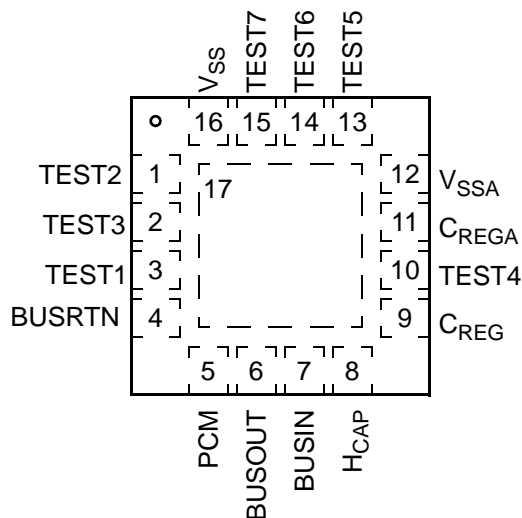 VSS TEST7 TEST6 TEST5
16 15 14 13
TEST2 1 17 12 VSSA
TEST3 2 11 CREGA
TEST1 3 10 TEST4
BUSRTN 4 9 CREG
5 6 7 8
PCM BUSOUT BUSIN HCAP